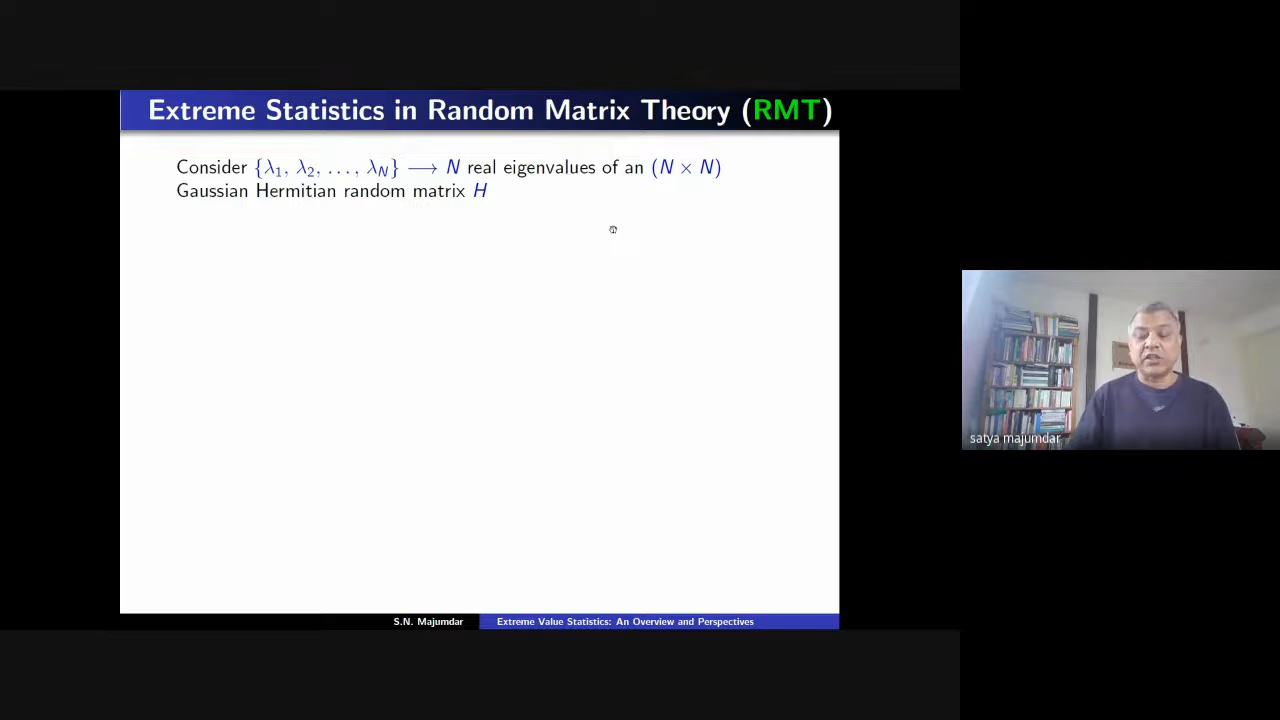 Extreme Statistics in Random Matrix Theory (RMT)
Consider {λ₁, λ₂, ..., λ_N} ⟶ N real eigenvalues of an (N × N)
Gaussian Hermitian random matrix H
satya majumdar
S.N. Majumdar
Extreme Value Statistics: An Overview and Perspectives